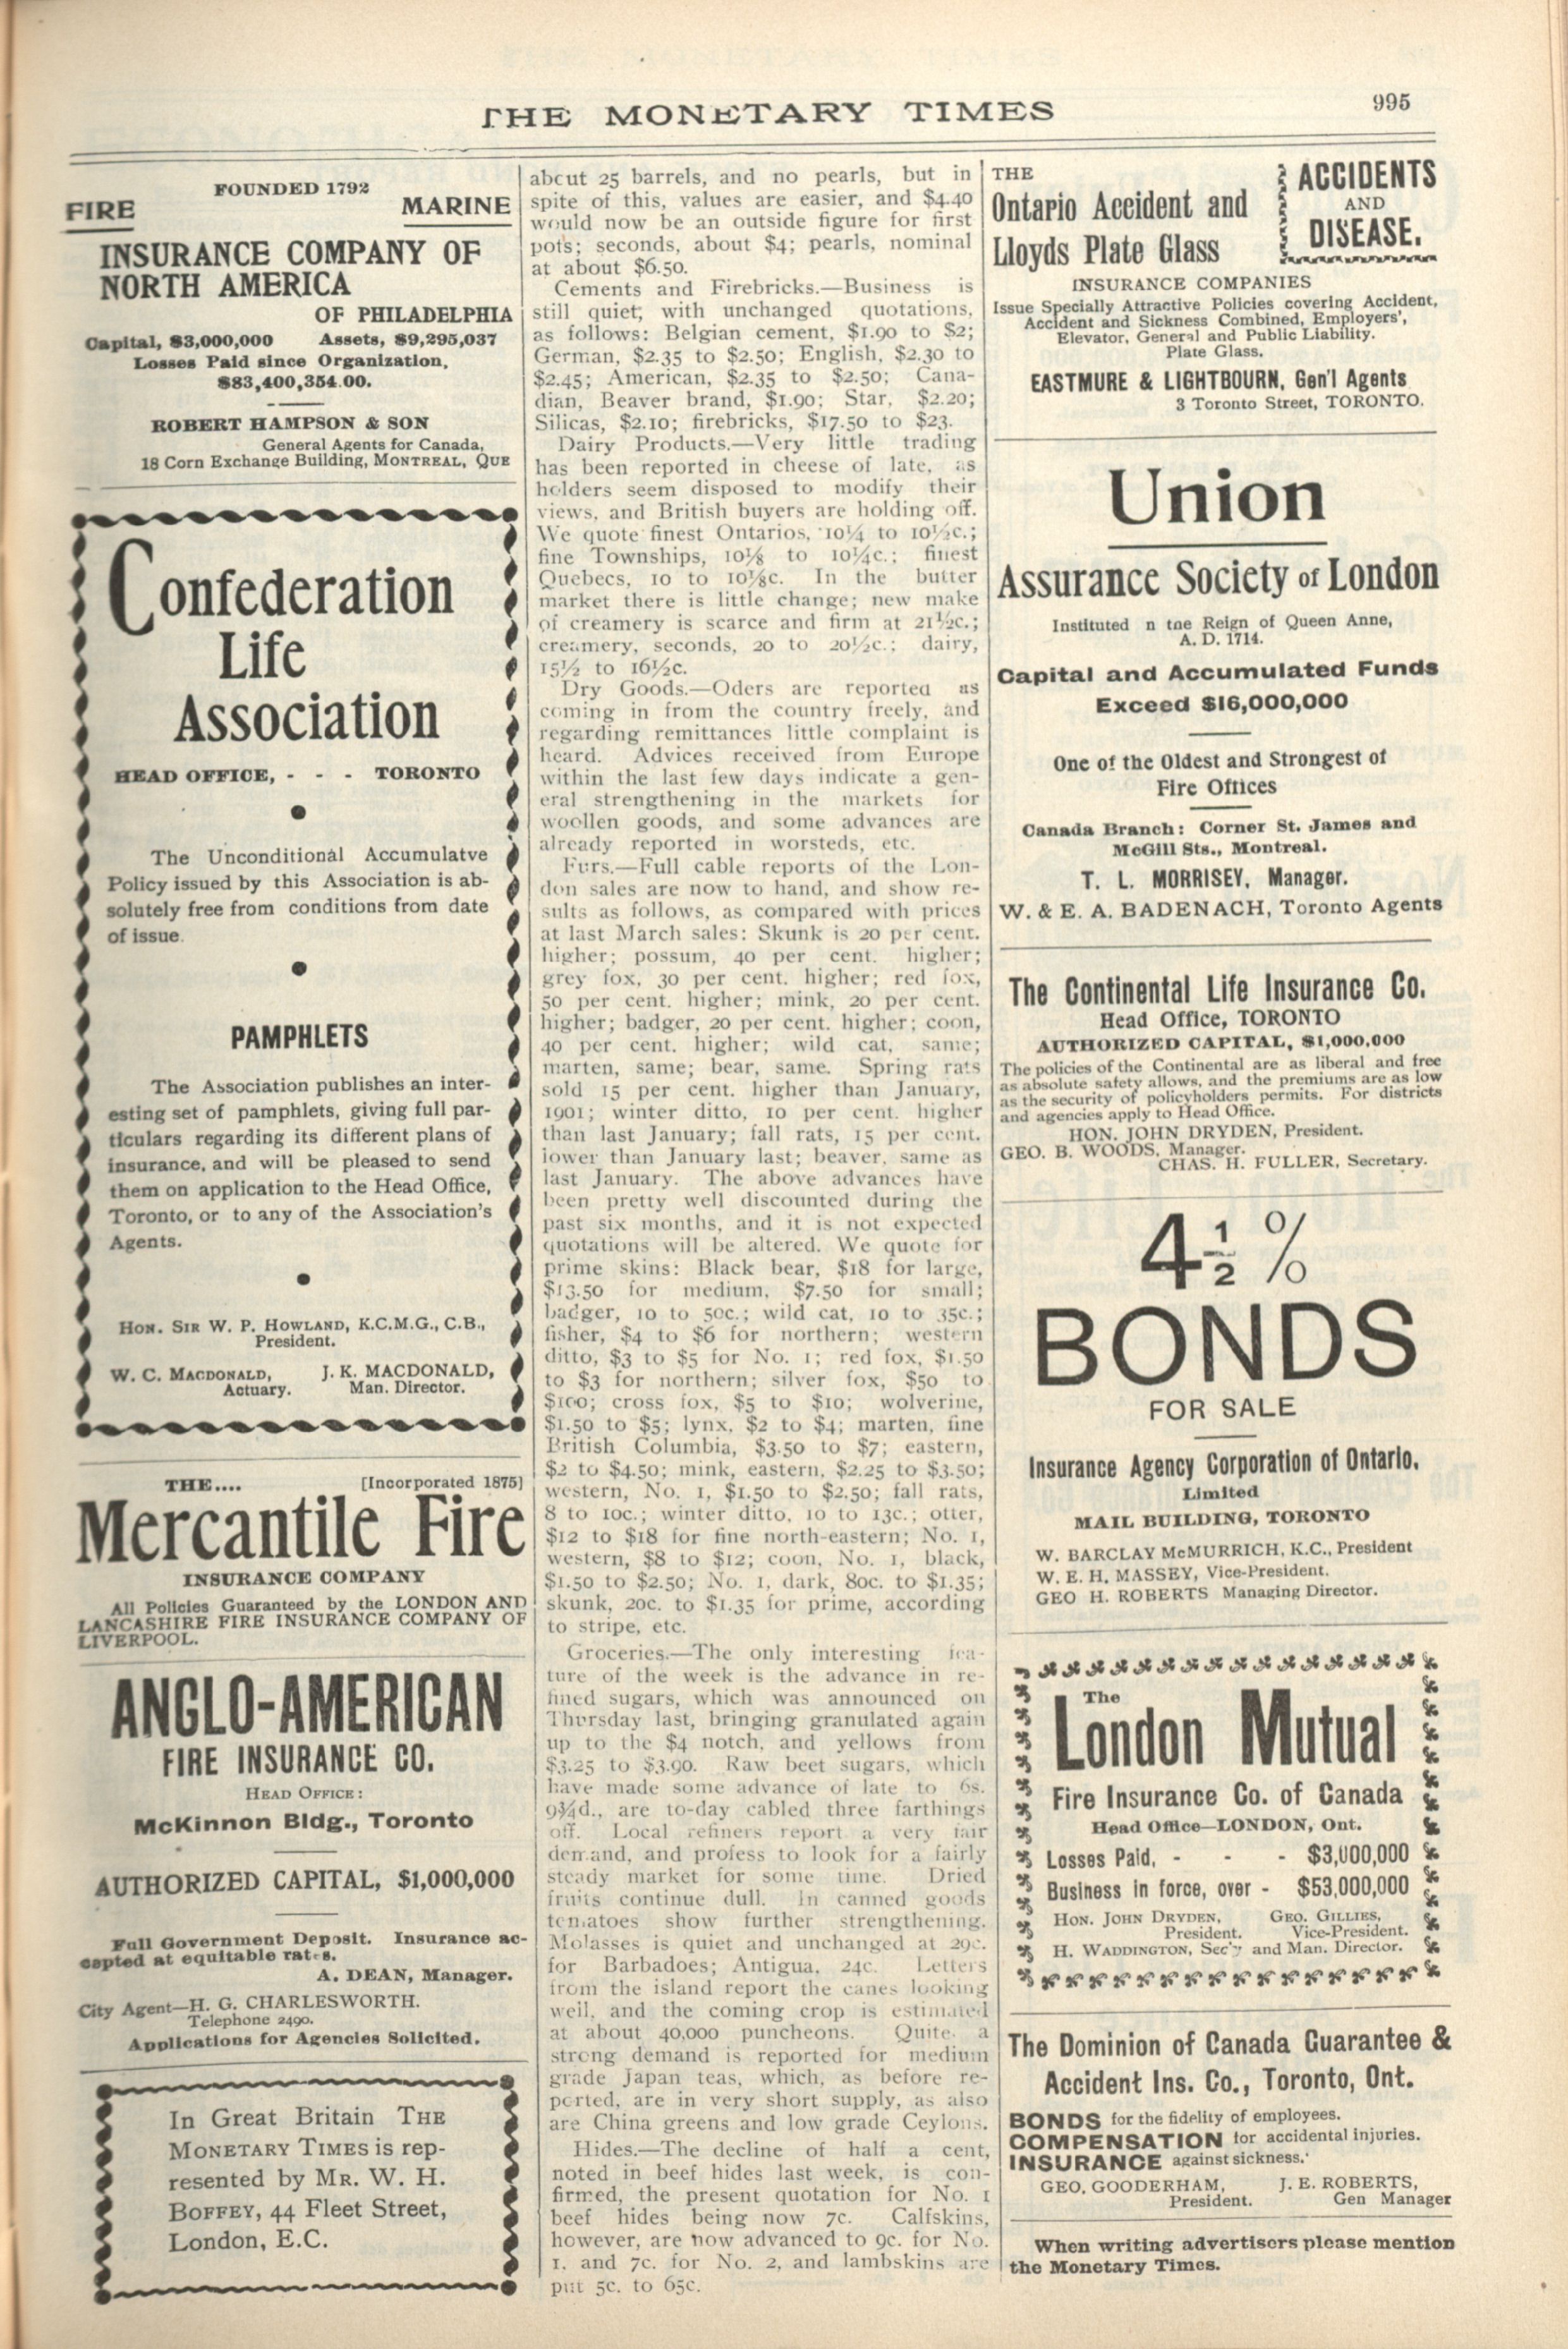 THE MONETARY TIMES
995
FOUNDED 1792
FIRE MARINE
INSURANCE COMPANY OF
NORTH AMERICA
OF PHILADELPHIA
Capital, $3,000,000 Assets, $9,295,037
Losses Paid since Organization,
$83,400,354.00.
ROBERT HAMPSON & SON
General Agents for Canada,
18 Corn Exchange Building, MONTREAL, QUE
Confederation
Life
Association
HEAD OFFICE, - - - TORONTO
The Unconditional Accumulatve
Policy issued by this Association is ab-
solutely free from conditions from date
of issue.
PAMPHLETS
The Association publishes an inter-
esting set of pamphlets, giving full par-
ticulars regarding its different plans of
insurance, and will be pleased to send
them on application to the Head Office,
Toronto, or to any of the Association's
Agents.
HON. SIR W. P. HOWLAND, K.C.M.G., C.B.,
President.
W. C. MACDONALD, J. K. MACDONALD,
Actuary. Man. Director.
THE.... [Incorporated 1875]
Mercantile Fire
INSURANCE COMPANY
All Policies Guaranteed by the LONDON AND
LANCASHIRE FIRE INSURANCE COMPANY OF
LIVERPOOL.
ANGLO-AMERICAN
FIRE INSURANCE CO.
HEAD OFFICE:
McKinnon Bldg., Toronto
AUTHORIZED CAPITAL, $1,000,000
Full Government Deposit. Insurance ac-
cepted at equitable rates.
A. DEAN, Manager.
City Agent—H. G. CHARLESWORTH.
Telephone 2490.
Applications for Agencies Solicited.
In Great Britain THE
MONETARY TIMES is rep-
resented by MR. W. H.
BOFFEY, 44 Fleet Street,
London, E.C.
about 25 barrels, and no pearls, but in
spite of this, values are easier, and $4.40
would now be an outside figure for first
pots; seconds, about $4; pearls, nominal
at about $6.50.
Cements and Firebricks.—Business is
still quiet; with unchanged quotations,
as follows: Belgian cement, $1.90 to $2;
German, $2.35 to $2.50; English, $2.30 to
$2.45; American, $2.35 to $2.50; Cana-
dian, Beaver brand, $1.90; Star, $2.20;
Silicas, $2.10; firebricks, $17.50 to $23.
Dairy Products.—Very little trading
has been reported in cheese of late, as
holders seem disposed to modify their
views, and British buyers are holding off.
We quote finest Ontarios, 10¼ to 10½c.;
fine Townships, 10⅛ to 10¼c.; finest
Quebecs, 10 to 10⅛c. In the butter
market there is little change; new make
of creamery is scarce and firm at 21½c.;
creamery, seconds, 20 to 20½c.; dairy,
15½ to 16½c.
Dry Goods.—Oders are reported as
coming in from the country freely, and
regarding remittances little complaint is
heard. Advices received from Europe
within the last few days indicate a gen-
eral strengthening in the markets for
woollen goods, and some advances are
already reported in worsteds, etc.
Furs.—Full cable reports of the Lon-
don sales are now to hand, and show re-
sults as follows, as compared with prices
at last March sales: Skunk is 20 per cent.
higher; possum, 40 per cent. higher;
grey fox, 30 per cent. higher; red fox,
50 per cent. higher; mink, 20 per cent.
higher; badger, 20 per cent. higher; coon,
40 per cent. higher; wild cat, same;
marten, same; bear, same. Spring rats
sold 15 per cent. higher than January,
1901; winter ditto, 10 per cent. higher
than last January; fall rats, 15 per cent.
lower than January last; beaver, same as
last January. The above advances have
been pretty well discounted during the
past six months, and it is not expected
quotations will be altered. We quote for
prime skins: Black bear, $18 for large,
$13.50 for medium, $7.50 for small;
badger, 10 to 50c.; wild cat, 10 to 35c.;
fisher, $4 to $6 for northern; western
ditto, $3 to $5 for No. 1; red fox, $1.50
to $3 for northern; silver fox, $50 to
$100; cross fox, $5 to $10; wolverine,
$1.50 to $5; lynx, $2 to $4; marten, fine
British Columbia, $3.50 to $7; eastern,
$2 to $4.50; mink, eastern, $2.25 to $3.50;
western, No. 1, $1.50 to $2.50; fall rats,
8 to 10c.; winter ditto, 10 to 13c.; otter,
$12 to $18 for fine north-eastern; No. 1,
western, $8 to $12; coon, No. 1, black,
$1.50 to $2.50; No. 1, dark, 80c. to $1.35;
skunk, 20c. to $1.35 for prime, according
to stripe, etc.
Groceries.—The only interesting fea-
ture of the week is the advance in re-
fined sugars, which was announced on
Thursday last, bringing granulated again
up to the $4 notch, and yellows from
$3.25 to $3.90. Raw beet sugars, which
have made some advance of late to 6s.
9¾d., are to-day cabled three farthings
off. Local refiners report a very fair
demand, and profess to look for a fairly
steady market for some time. Dried
fruits continue dull. In canned goods
tomatoes show further strengthening.
Molasses is quiet and unchanged at 29c.
for Barbadoes; Antigua, 24c. Letters
from the island report the canes looking
well, and the coming crop is estimated
at about 40,000 puncheons. Quite a
strong demand is reported for medium
grade Japan teas, which, as before re-
ported, are in very short supply, as also
are China greens and low grade Ceylons.
Hides.—The decline of half a cent,
noted in beef hides last week, is con-
firmed, the present quotation for No. 1
beef hides being now 7c. Calfskins,
however, are now advanced to 9c. for No.
1. and 7c. for No. 2, and lambskins are
put 5c. to 65c.
THE
Ontario Accident and
Lloyds Plate Glass
ACCIDENTS
AND
DISEASE.
INSURANCE COMPANIES
Issue Specially Attractive Policies covering Accident,
Accident and Sickness Combined, Employers',
Elevator, General and Public Liability.
Plate Glass.
EASTMURE & LIGHTBOURN, Gen'l Agents
3 Toronto Street, TORONTO.
Union
Assurance Society of London
Instituted n the Reign of Queen Anne,
A. D. 1714.
Capital and Accumulated Funds
Exceed $16,000,000
One of the Oldest and Strongest of
Fire Offices
Canada Branch: Corner St. James and
McGill Sts., Montreal.
T. L. MORRISEY, Manager.
W. & E. A. BADENACH, Toronto Agents
The Continental Life Insurance Co.
Head Office, TORONTO
AUTHORIZED CAPITAL, $1,000,000
The policies of the Continental are as liberal and free
as absolute safety allows, and the premiums are as low
as the security of policyholders permits. For districts
and agencies apply to Head Office.
HON. JOHN DRYDEN, President.
GEO. B. WOODS, Manager.
CHAS. H. FULLER, Secretary.
4½ %
BONDS
FOR SALE
Insurance Agency Corporation of Ontario,
Limited
MAIL BUILDING, TORONTO
W. BARCLAY McMURRICH, K.C., President
W. E. H. MASSEY, Vice-President.
GEO H. ROBERTS Managing Director.
The
London Mutual
Fire Insurance Co. of Canada
Head Office—LONDON, Ont.
Losses Paid, - - - $3,000,000
Business in force, over - $53,000,000
HON. JOHN DRYDEN, GEO. GILLIES,
President. Vice-President.
H. WADDINGTON, Sec'y and Man. Director.
The Dominion of Canada Guarantee &
Accident Ins. Co., Toronto, Ont.
BONDS for the fidelity of employees.
COMPENSATION for accidental injuries.
INSURANCE against sickness.'
GEO. GOODERHAM, J. E. ROBERTS,
President. Gen Manager
When writing advertisers please mention
the Monetary Times.